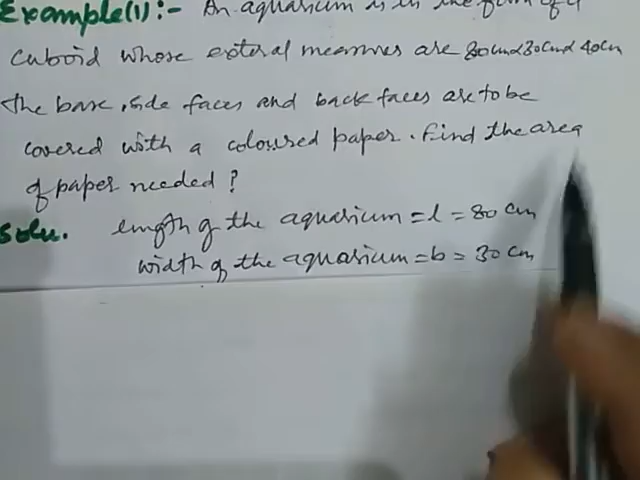 Example(1):- An aquarium is in the form of a
cuboid whose external measures are 80cm x 30cm x 40cm
The base, side faces and back faces are to be
covered with a coloured paper. Find the area
of paper needed?
Solu. length of the aquarium = l = 80 cm
width of the aquarium = b = 30 cm